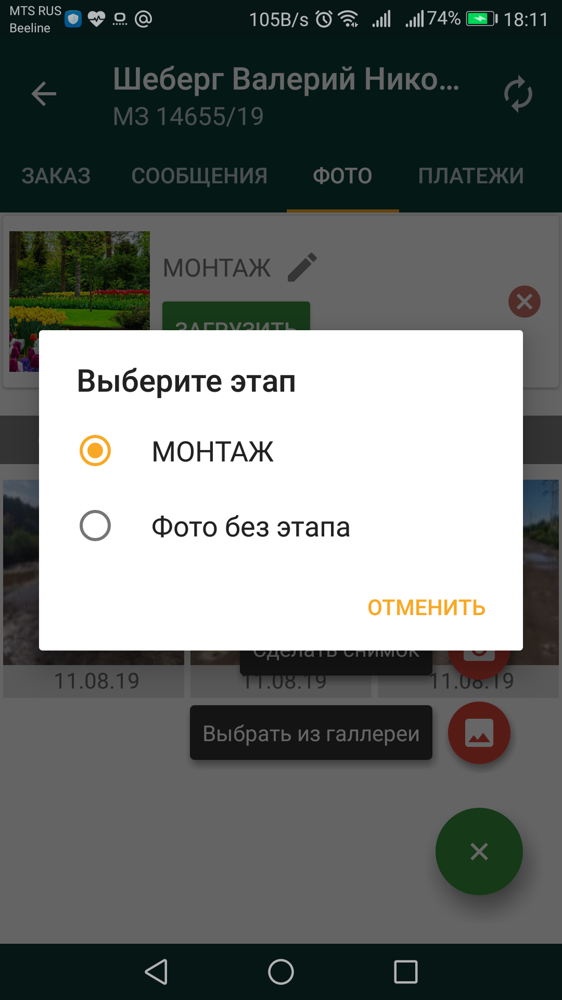 MTS RUS
Beeline
105B/s
74%
18:11
Шеберг Валерий Нико...
МЗ 14655/19
ЗАКАЗ
СООБЩЕНИЯ
ФОТО
ПЛАТЕЖИ
МОНТАЖ
ЗАГРУЗИТЬ
Выберите этап
МОНТАЖ
Фото без этапа
ОТМЕНИТЬ
Сделать снимок
11.08.19
11.08.19
11.08.19
Выбрать из галлереи